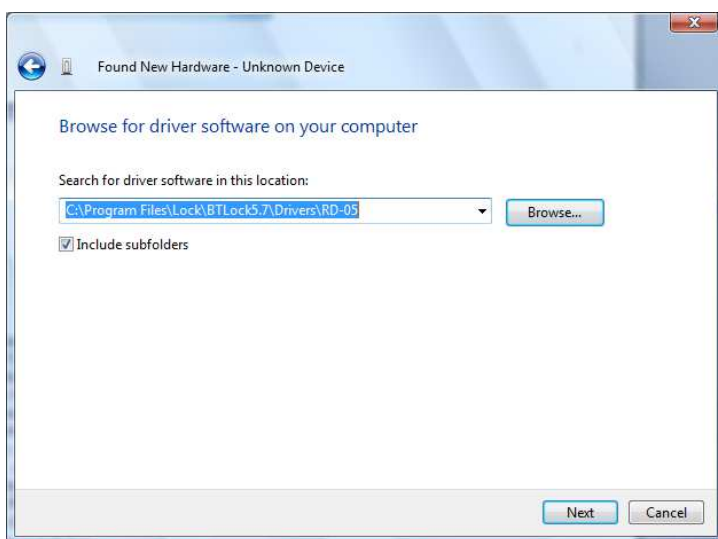 Found New Hardware - Unknown Device
Browse for driver software on your computer
Search for driver software in this location:
C:\Program Files\Lock\BTLock5.7\Drivers\RD-05
Browse...
Include subfolders
Next
Cancel